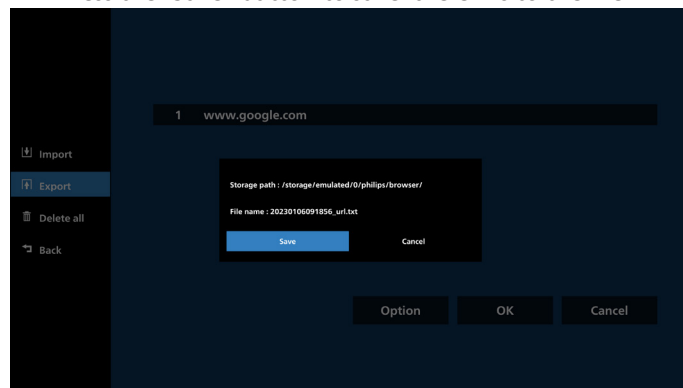 1 www.google.com
Import
Export
Delete all
Back
Storage path : /storage/emulated/0/philips/browser/
File name : 20230106091856_url.txt
Save Cancel
Option OK Cancel